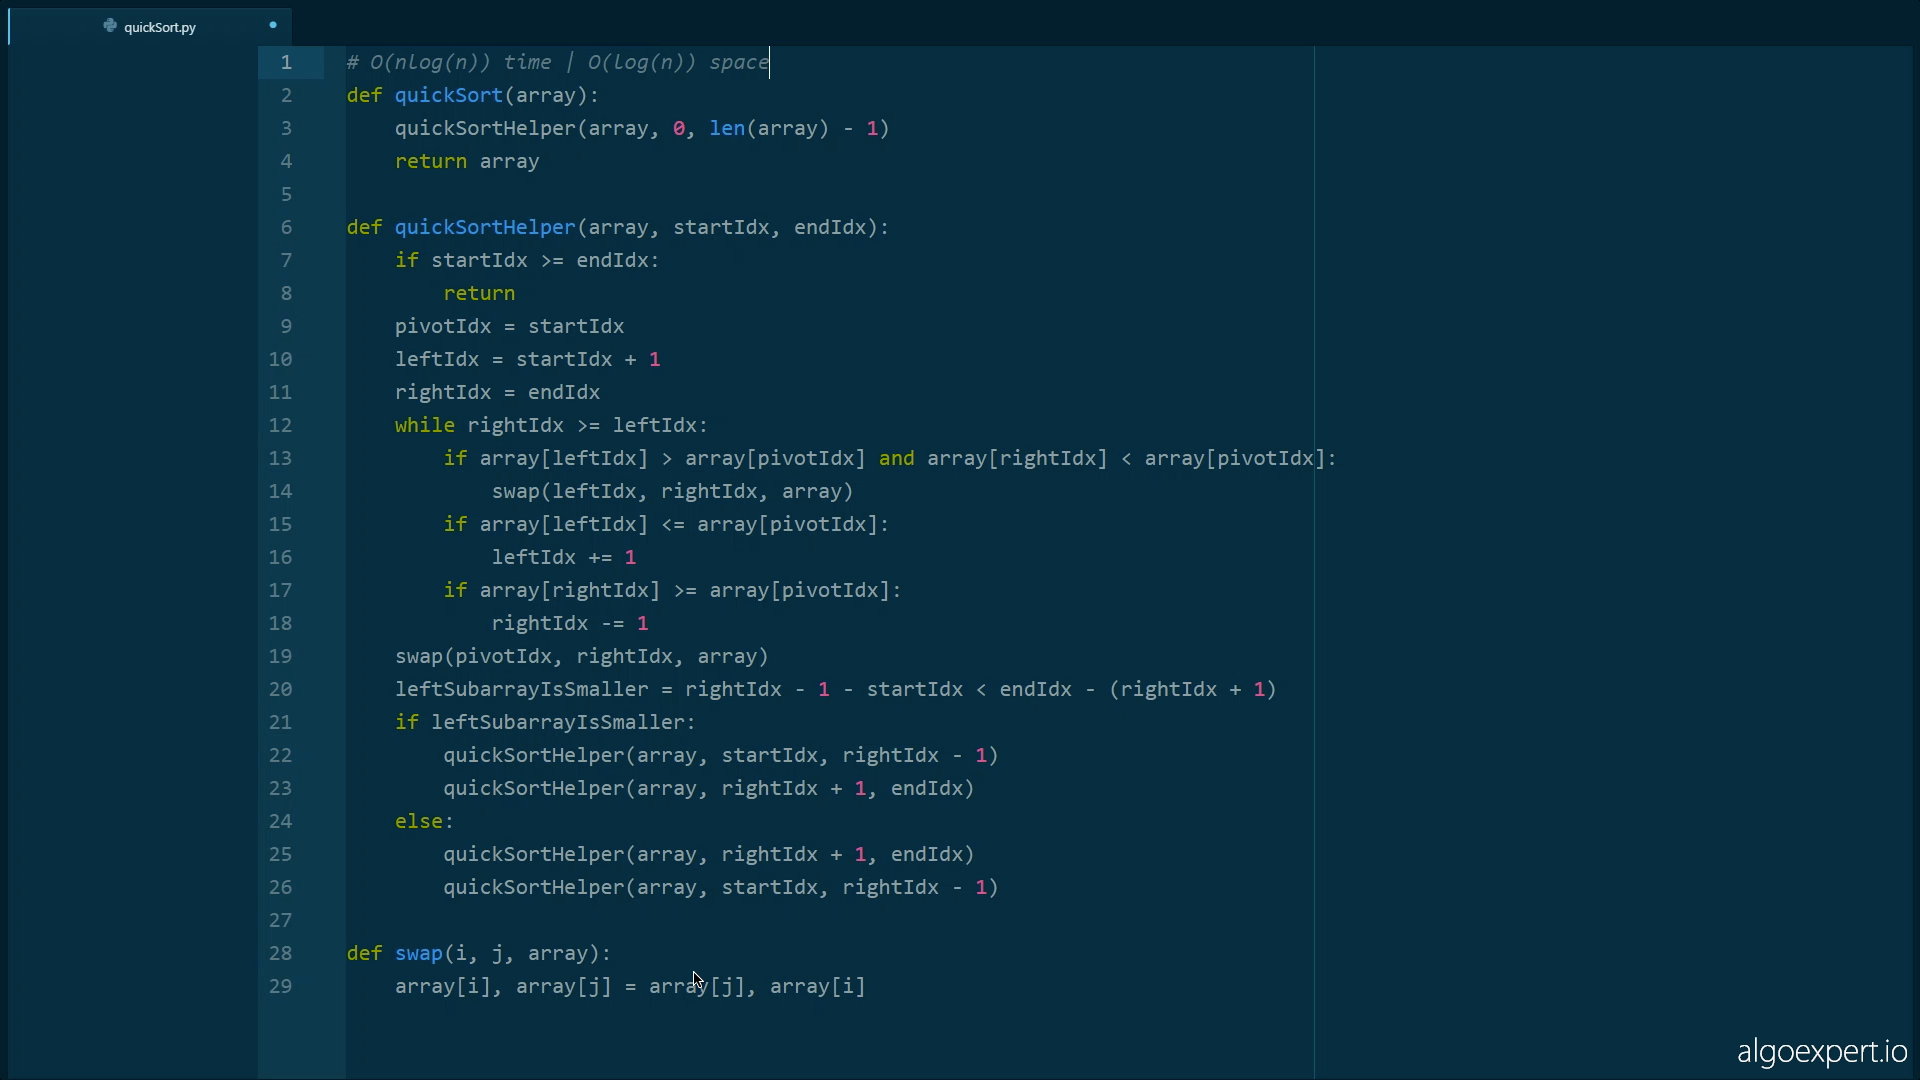 quickSort.py
1 # O(nlog(n)) time | O(log(n)) space
2 def quickSort(array):
3     quickSortHelper(array, 0, len(array) - 1)
4     return array
5
6 def quickSortHelper(array, startIdx, endIdx):
7     if startIdx >= endIdx:
8         return
9     pivotIdx = startIdx
10     leftIdx = startIdx + 1
11     rightIdx = endIdx
12     while rightIdx >= leftIdx:
13         if array[leftIdx] > array[pivotIdx] and array[rightIdx] < array[pivotIdx]:
14             swap(leftIdx, rightIdx, array)
15         if array[leftIdx] <= array[pivotIdx]:
16             leftIdx += 1
17         if array[rightIdx] >= array[pivotIdx]:
18             rightIdx -= 1
19     swap(pivotIdx, rightIdx, array)
20     leftSubarrayIsSmaller = rightIdx - 1 - startIdx < endIdx - (rightIdx + 1)
21     if leftSubarrayIsSmaller:
22         quickSortHelper(array, startIdx, rightIdx - 1)
23         quickSortHelper(array, rightIdx + 1, endIdx)
24     else:
25         quickSortHelper(array, rightIdx + 1, endIdx)
26         quickSortHelper(array, startIdx, rightIdx - 1)
27
28 def swap(i, j, array):
29     array[i], array[j] = array[j], array[i]
algoexpert.io